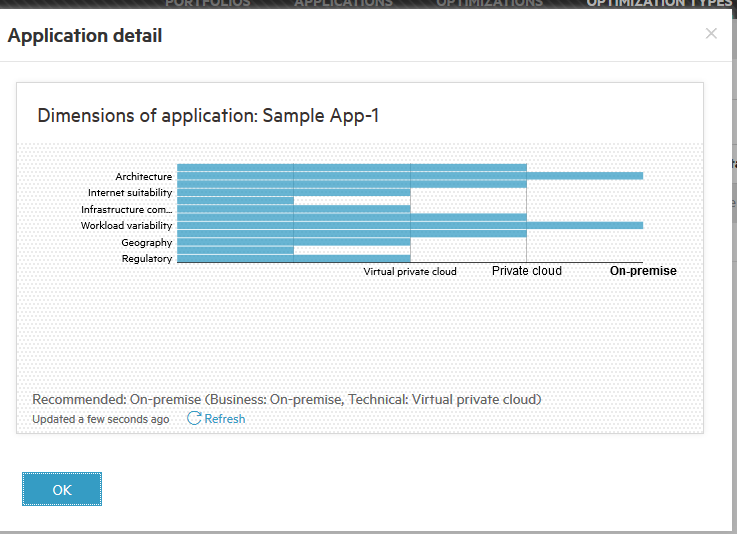 PORTFOLIOS APPLICATIONS OPTIMIZATIONS OPTIMIZATION TYPES
Application detail
Dimensions of application: Sample App-1
Architecture
Internet suitability
Infrastructure com...
Workload variability
Geography
Regulatory
Virtual private cloud Private cloud On-premise
Recommended: On-premise (Business: On-premise, Technical: Virtual private cloud)
Updated a few seconds ago Refresh
OK